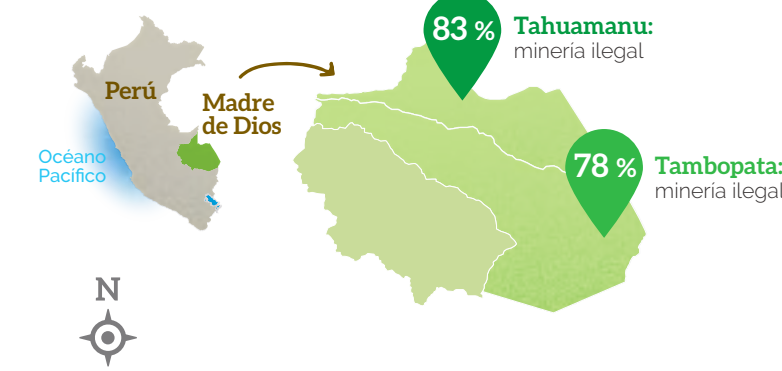 83 %
Tahuamanu:
minería ilegal
Perú
Madre
de Dios
Océano
Pacífico
78 %
Tambopata:
minería ilegal
N